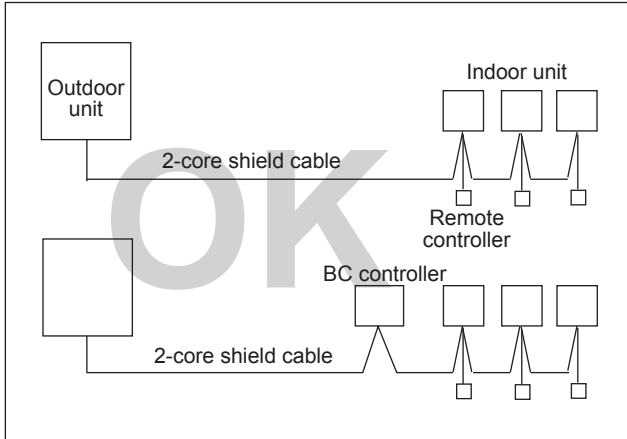 Outdoor
unit
Indoor unit
2-core shield cable
OK
Remote
controller
BC controller
2-core shield cable